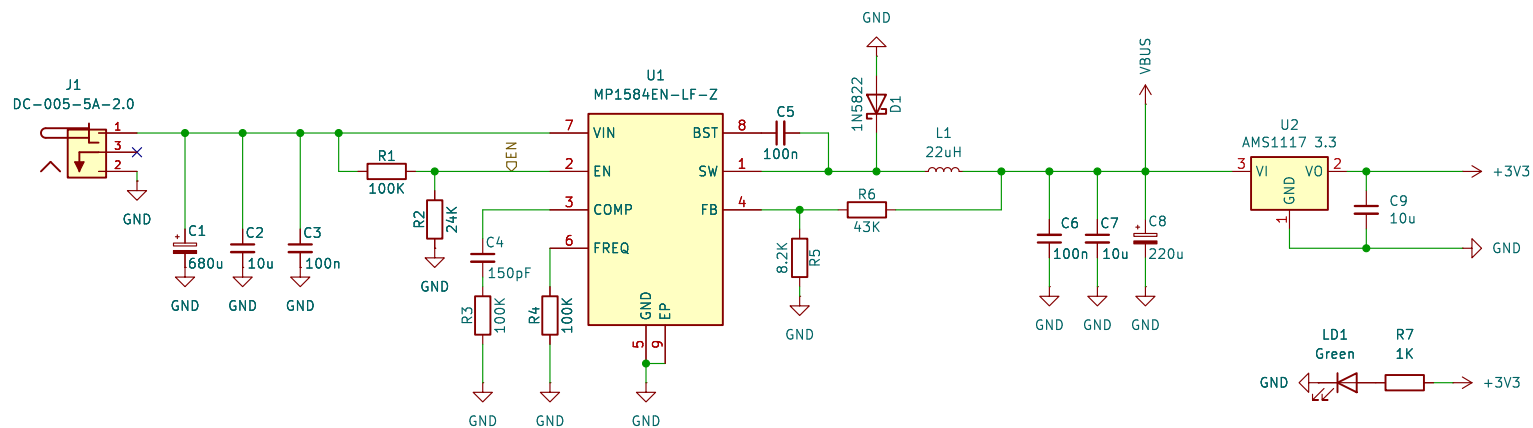 GND
VBUS
J1
DC-005-5A-2.0
1
3
2
GND
C1
680u
GND
C2
10u
GND
C3
100n
GND
R1
100K
R2
24K
GND
EN
U1
MP1584EN-LF-Z
7 VIN BST 8
2 EN SW 1
3 COMP FB 4
6 FREQ
GND EP
5 9
GND
C4
150pF
R3
100K
GND
R4
100K
GND
C5
100n
1N5822
D1
L1
22uH
R6
43K
8.2K
R5
GND
C6
100n
GND
C7
10u
GND
C8
220u
GND
U2
AMS1117 3.3
3 VI VO 2
GND
1
+3V3
C9
10u
GND
LD1
Green
R7
1K
GND
+3V3